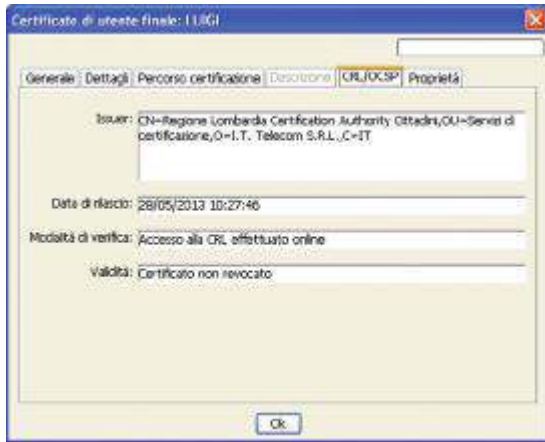 Certificato di utente finale: LUIGI
Generale Dettagli Percorso certificazione Descrizione CRL/OCSP Proprietà
Issuer: CN=Regione Lombardia Certification Authority Cittadini,OU=Servizi di
certificazione,O=I.T. Telecom S.R.L.,C=IT
Data di rilascio: 28/05/2013 10:27:46
Modalità di verifica: Accesso alla CRL effettuato online
Validità: Certificato non revocato
Ok